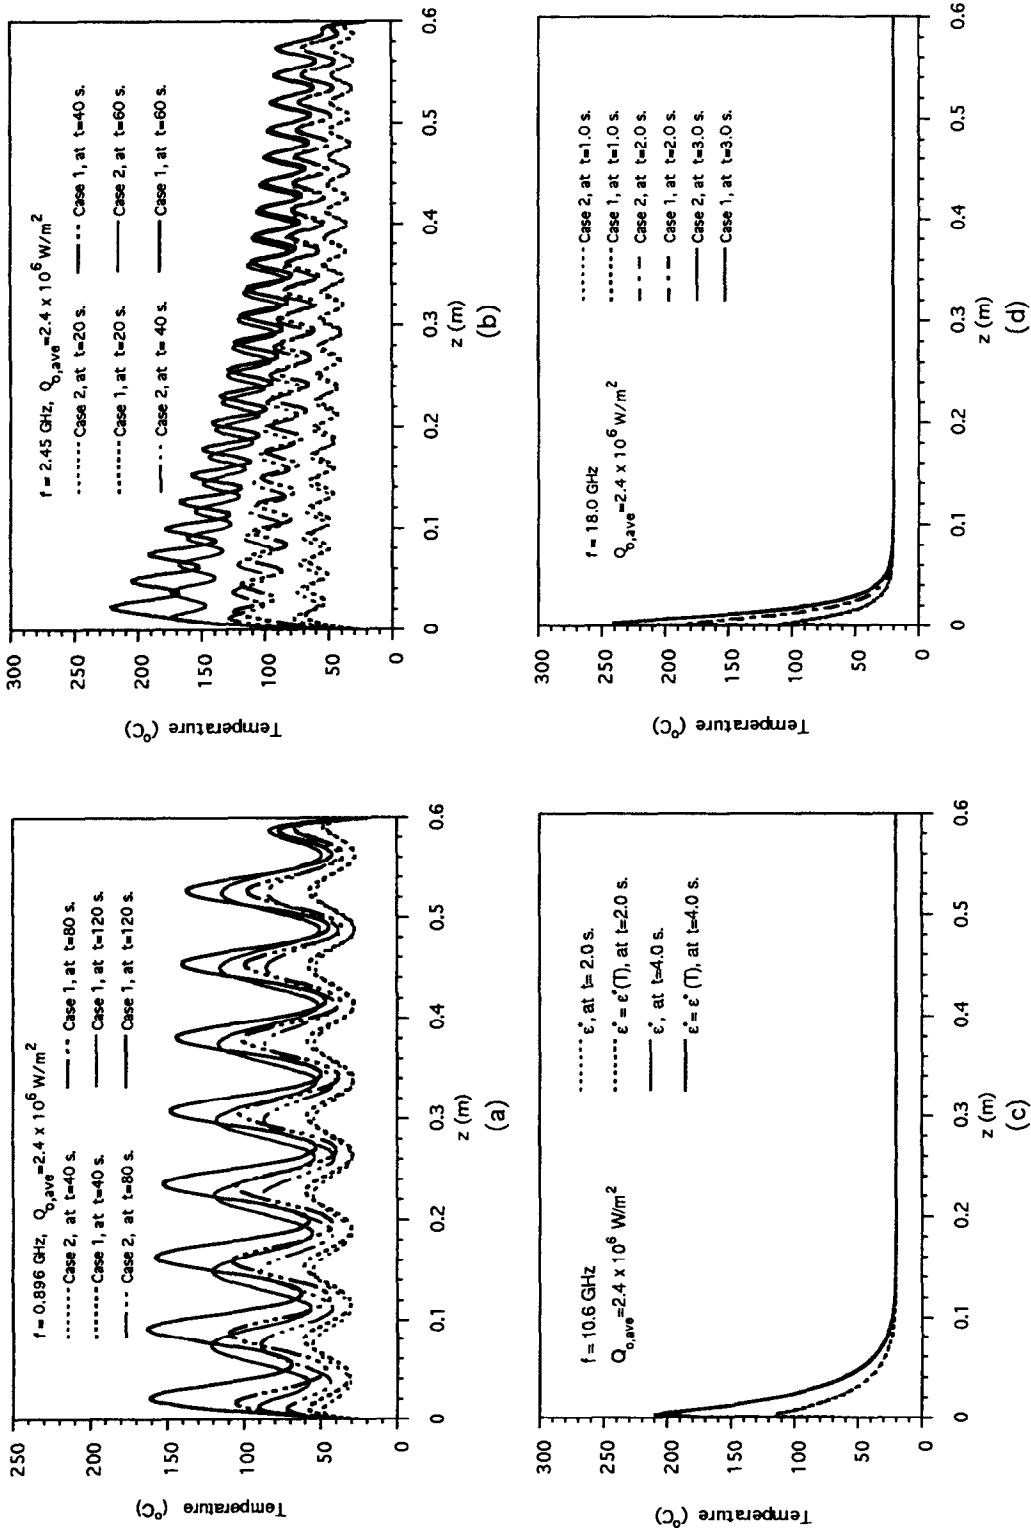 f = 0.896 GHz, Qo,ave=2.4 x 10^6 W/m^2
Case 2, at t=40 s.
Case 1, at t=40 s.
Case 2, at t=80 s.
Case 1, at t=80 s.
Case 1, at t=120 s.
Case 1, at t=120 s.
250
200
150
100
50
0
Temperature (°C)
0 0.1 0.2 0.3 0.4 0.5 0.6
z (m)
(a)
f = 2.45 GHz, Qo,ave=2.4 x 10^6 W/m^2
Case 2, at t=20 s.
Case 1, at t=20 s.
Case 2, at t= 40 s.
Case 1, at t=40 s.
Case 2, at t=60 s.
Case 1, at t=60 s.
300
250
200
150
100
50
0
Temperature (°C)
0 0.1 0.2 0.3 0.4 0.5 0.6
z (m)
(b)
f = 10.6 GHz
Qo,ave=2.4 x 10^6 W/m^2
ε*, at t= 2.0 s.
ε* = ε*(T), at t=2.0 s.
ε*, at t=4.0 s.
ε* = ε*(T), at t=4.0 s.
300
250
200
150
100
50
0
Temperature (°C)
0 0.1 0.2 0.3 0.4 0.5 0.6
z (m)
(c)
f = 18.0 GHz
Qo,ave=2.4 x 10^6 W/m^2
Case 2, at t=1.0 s.
Case 1, at t=1.0 s.
Case 2, at t=2.0 s.
Case 1, at t=2.0 s.
Case 2, at t=3.0 s.
Case 1, at t=3.0 s.
300
250
200
150
100
50
0
Temperature (°C)
0 0.1 0.2 0.3 0.4 0.5 0.6
z (m)
(d)